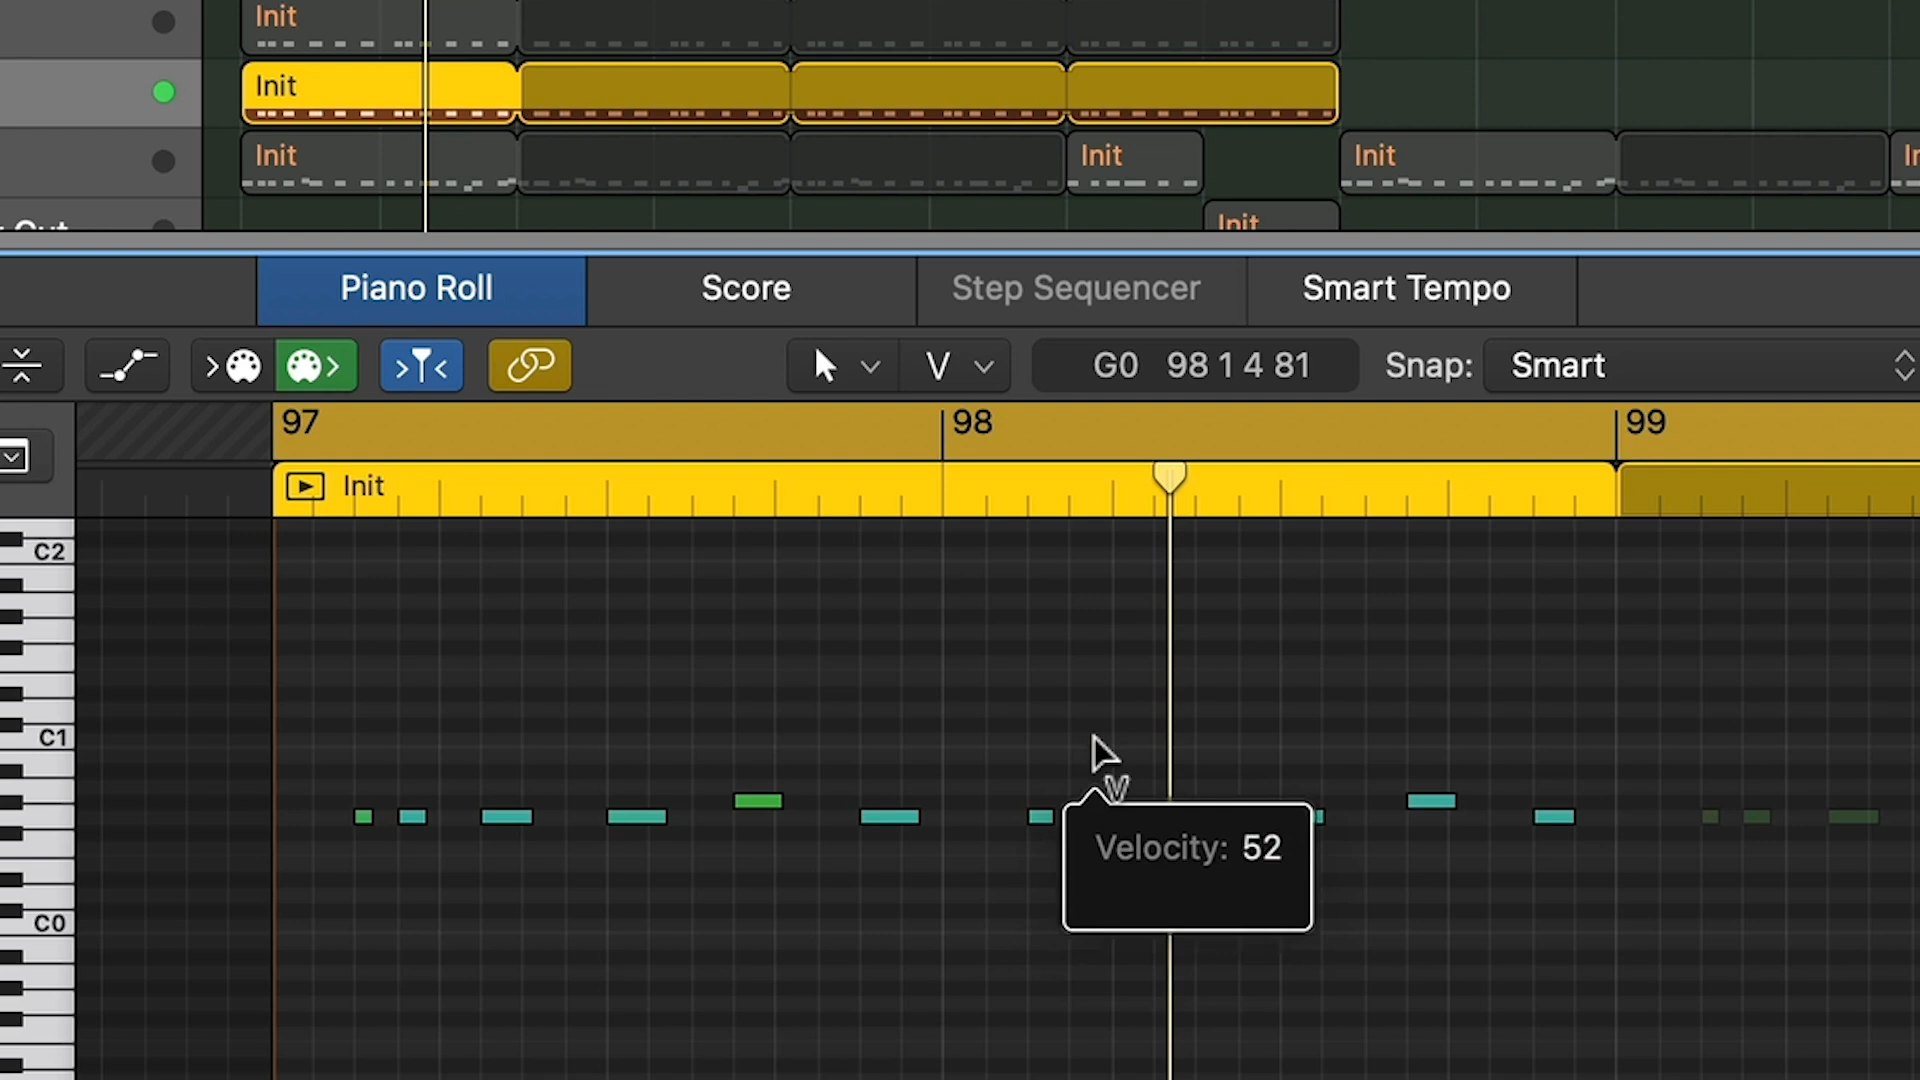 Init
Init
Init
Init
Init
Init
Piano Roll
Score
Step Sequencer
Smart Tempo
V
G0 98 1 4 81
Snap:
Smart
97
98
99
Init
C2
C1
V
Velocity: 52
C0